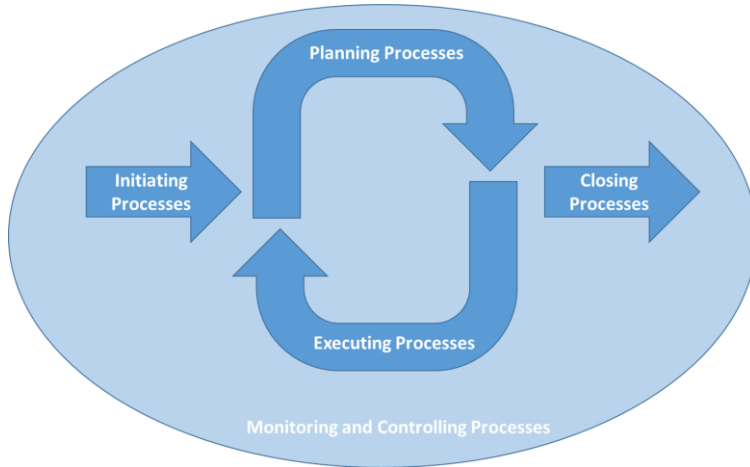 Planning Processes
Initiating
Processes
Closing
Processes
Executing Processes
Monitoring and Controlling Processes